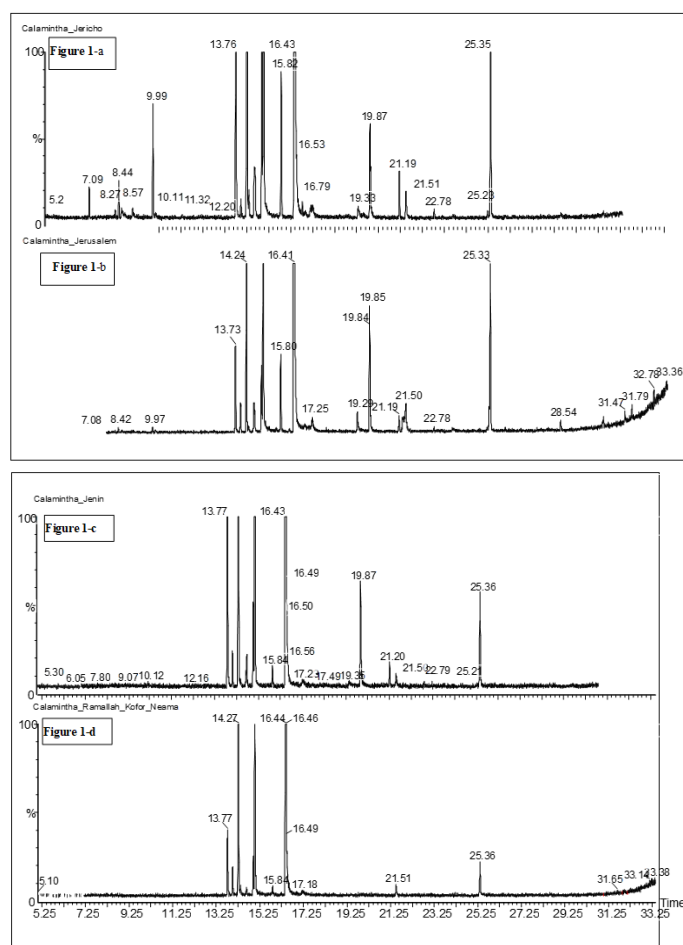 Calamintha_Jericho
100 13.76 16.43 25.35
Figure 1-a
15.82
9.99
% 19.87
16.53
8.44 21.19
7.09 16.79 21.51
5.2 8.27 8.57 10.11 11.32 12.20 19.33 22.78 25.23
0
Calamintha_Jerusalem
14.24 16.41 25.33
Figure 1-b
19.85
19.84
13.73 15.80
32.78 33.36
17.25 19.29 21.19 21.50 31.47 31.79
7.08 8.42 9.97 22.78 28.54
Calamintha_Jenin
100 13.77 16.43
Figure 1-c
16.49 19.87
25.36
% 16.50
16.56
15.84 21.20
5.30 6.05 7.80 9.07 10.12 12.16 17.49 19.35 22.79 25.21
0
Calamintha_Ramallah_Kofor_Neama
100 14.27 16.44 16.46
Figure 1-d
%
13.77 16.49
25.36
15.84 17.18 21.51 31.65 33.14 33.38
5.10
0
5.25 7.25 9.25 11.25 13.25 15.25 17.25 19.25 21.25 23.25 25.25 27.25 29.25 31.25 33.25 Time